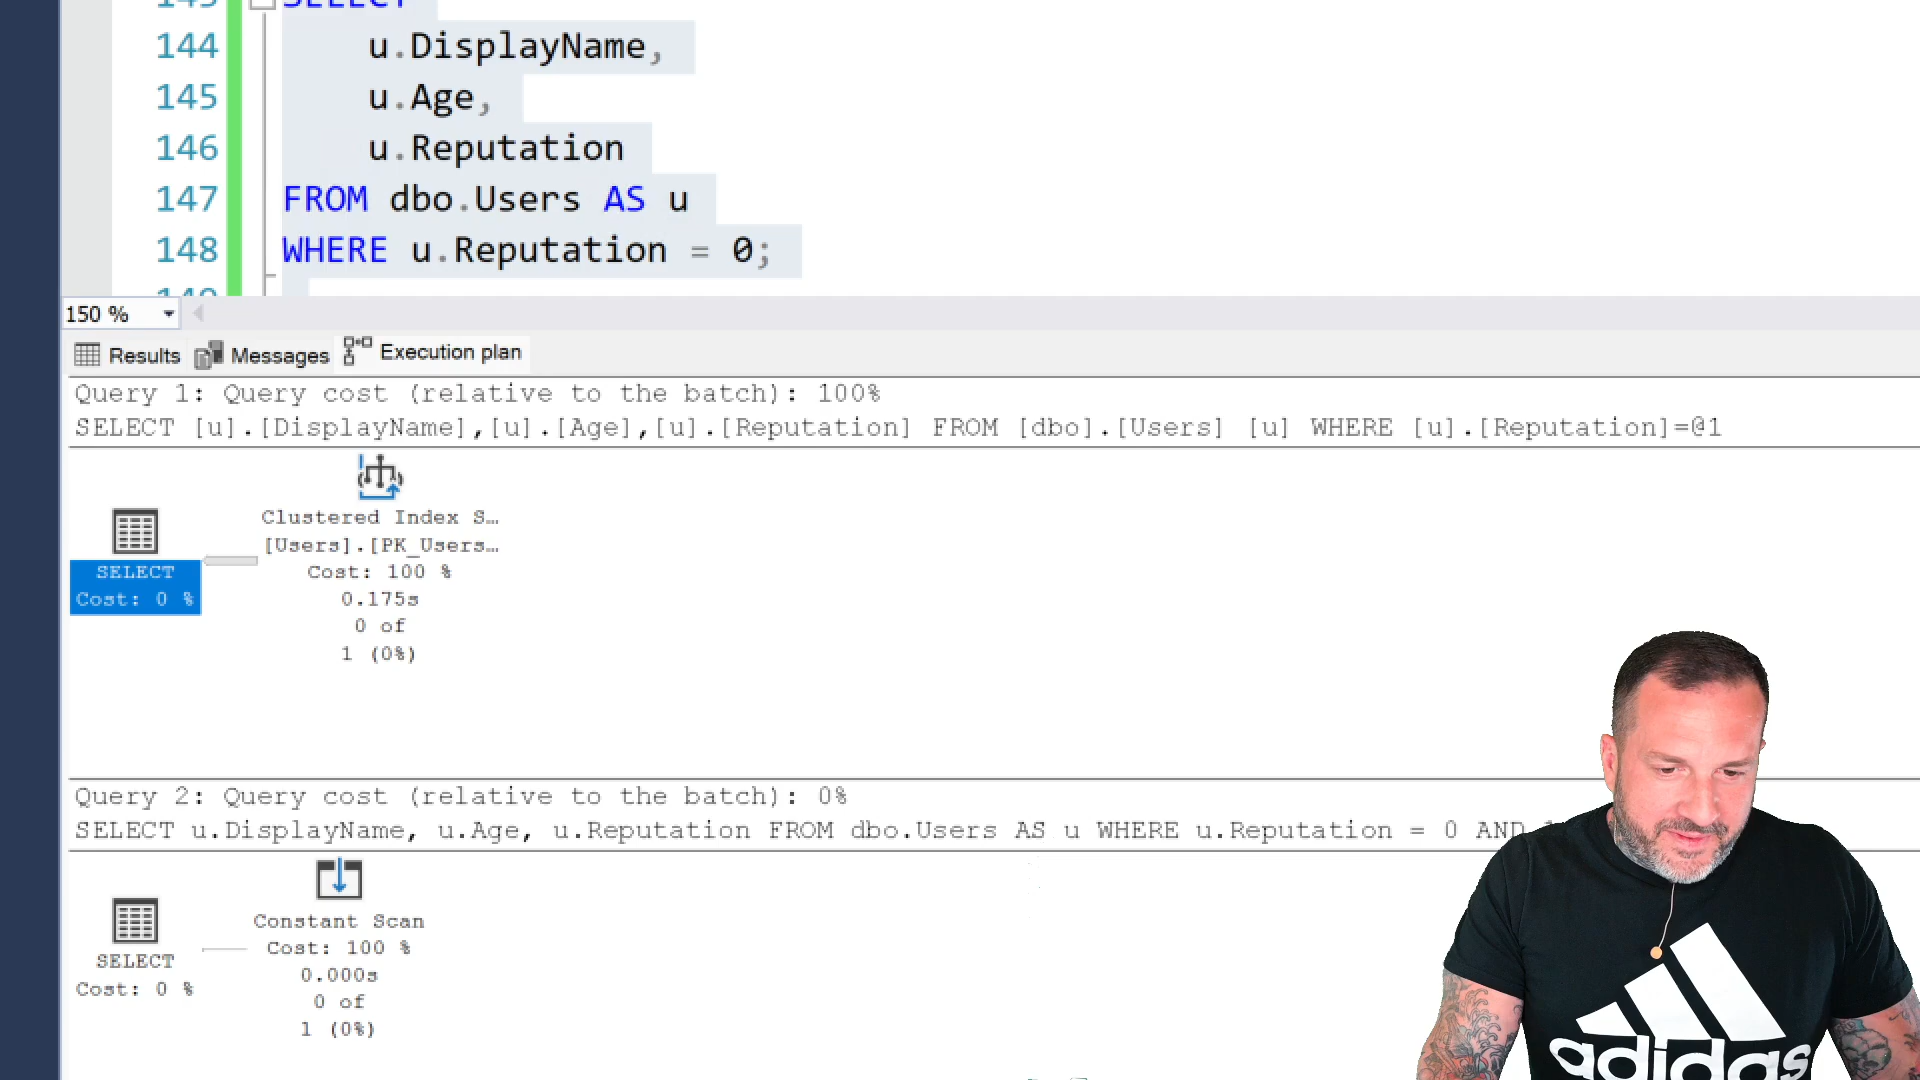 143 SELECT
144 u.DisplayName,
145 u.Age,
146 u.Reputation
147 FROM dbo.Users AS u
148 WHERE u.Reputation = 0;
149
150 %
Results Messages Execution plan
Query 1: Query cost (relative to the batch): 100%
SELECT [u].[DisplayName],[u].[Age],[u].[Reputation] FROM [dbo].[Users] [u] WHERE [u].[Reputation]=@1
Clustered Index S…
[Users].[PK_Users…
Cost: 100 %
0.175s
0 of
1 (0%)
SELECT
Cost: 0 %
Query 2: Query cost (relative to the batch): 0%
SELECT u.DisplayName, u.Age, u.Reputation FROM dbo.Users AS u WHERE u.Reputation = 0 AND
Constant Scan
Cost: 100 %
0.000s
0 of
1 (0%)
SELECT
Cost: 0 %
adidas